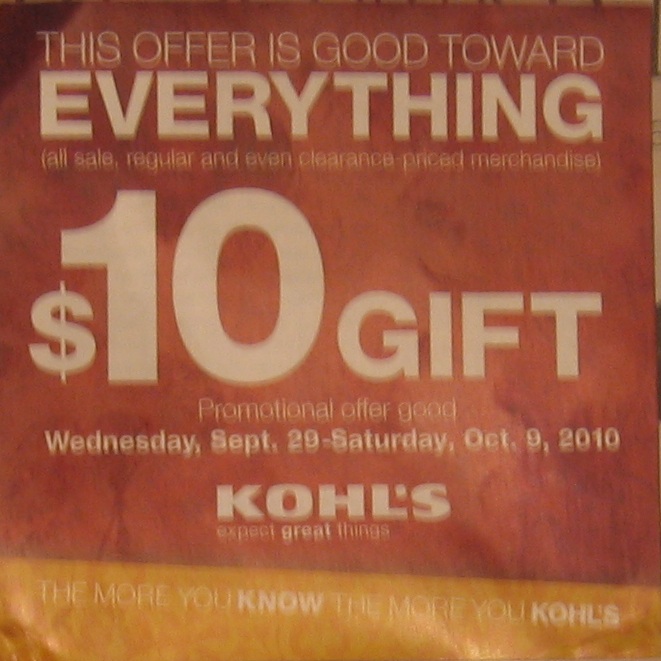 THIS OFFER IS GOOD TOWARD
EVERYTHING
(all sale, regular and even clearance-priced merchandise)
$10 GIFT
Promotional offer good
Wednesday, Sept. 29-Saturday, Oct. 9, 2010
KOHL'S
expect great things
THE MORE YOU KNOW THE MORE YOU KOHL'S